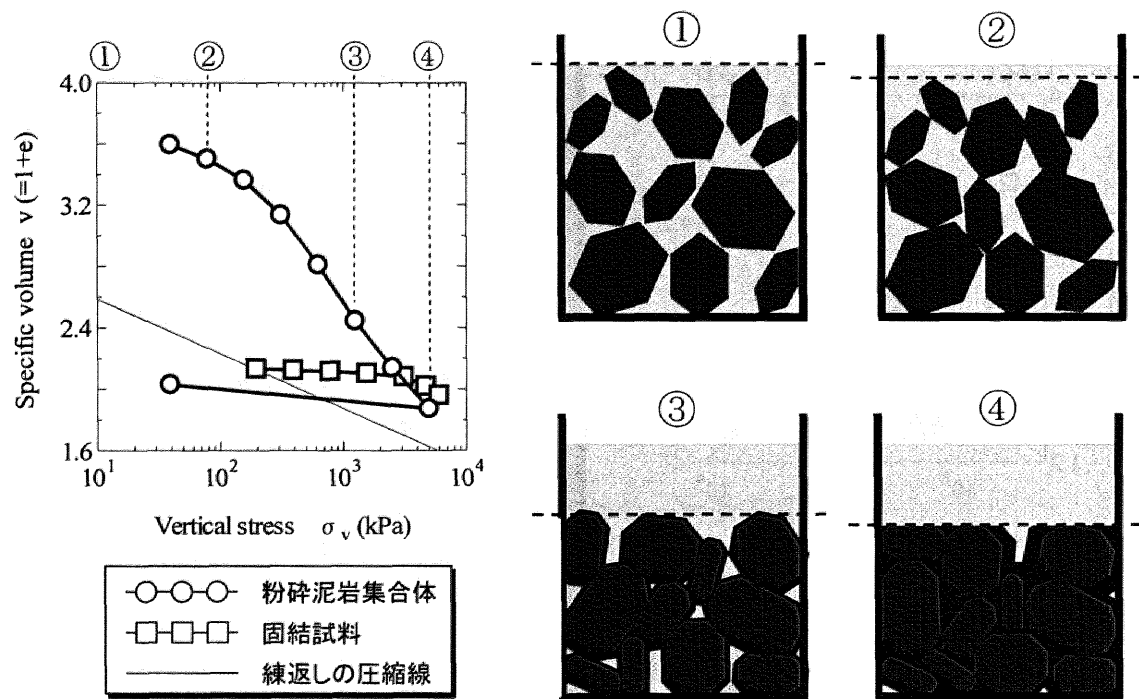 ① ② ③ ④
4.0
3.2
2.4
1.6
Specific volume v (=1+e)
10¹ 10² 10³ 10⁴
Vertical stress σᵥ (kPa)
粉砕泥岩集合体
固結試料
練返しの圧縮線
①
②
③
④